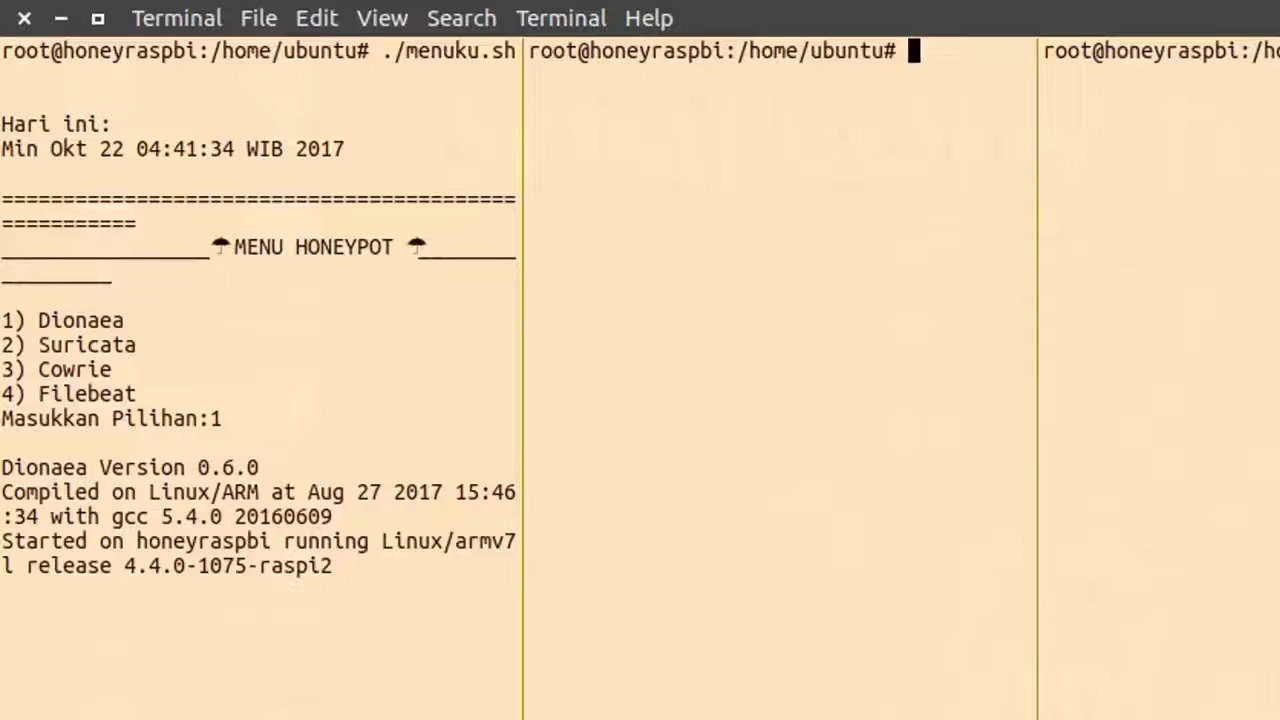 Terminal File Edit View Search Terminal Help
root@honeyraspbi:/home/ubuntu# ./menuku.sh
Hari ini:
Min Okt 22 04:41:34 WIB 2017
==========================================
===========
_________________☂MENU HONEYPOT ☂________
_________
1) Dionaea
2) Suricata
3) Cowrie
4) Filebeat
Masukkan Pilihan:1
Dionaea Version 0.6.0
Compiled on Linux/ARM at Aug 27 2017 15:46
:34 with gcc 5.4.0 20160609
Started on honeyraspbi running Linux/armv7
l release 4.4.0-1075-raspi2
root@honeyraspbi:/home/ubuntu#
root@honeyraspbi:/h